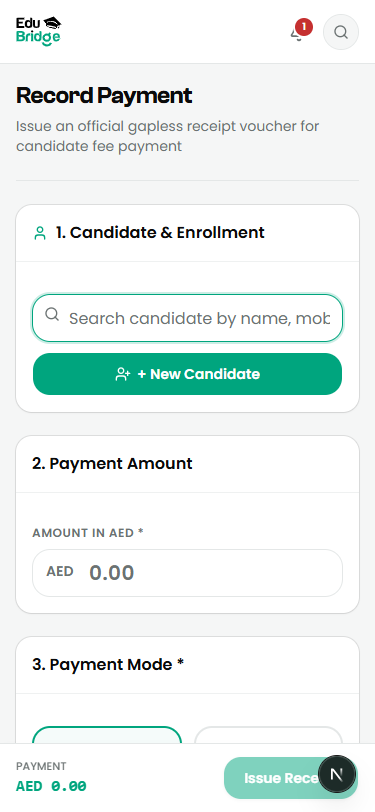 Edu
Bridge
1
Record Payment
Issue an official gapless receipt voucher for
candidate fee payment
1. Candidate & Enrollment
Search candidate by name, mob
+ New Candidate
2. Payment Amount
AMOUNT IN AED *
AED 0.00
3. Payment Mode *
PAYMENT
AED 0.00
Issue Rece
N